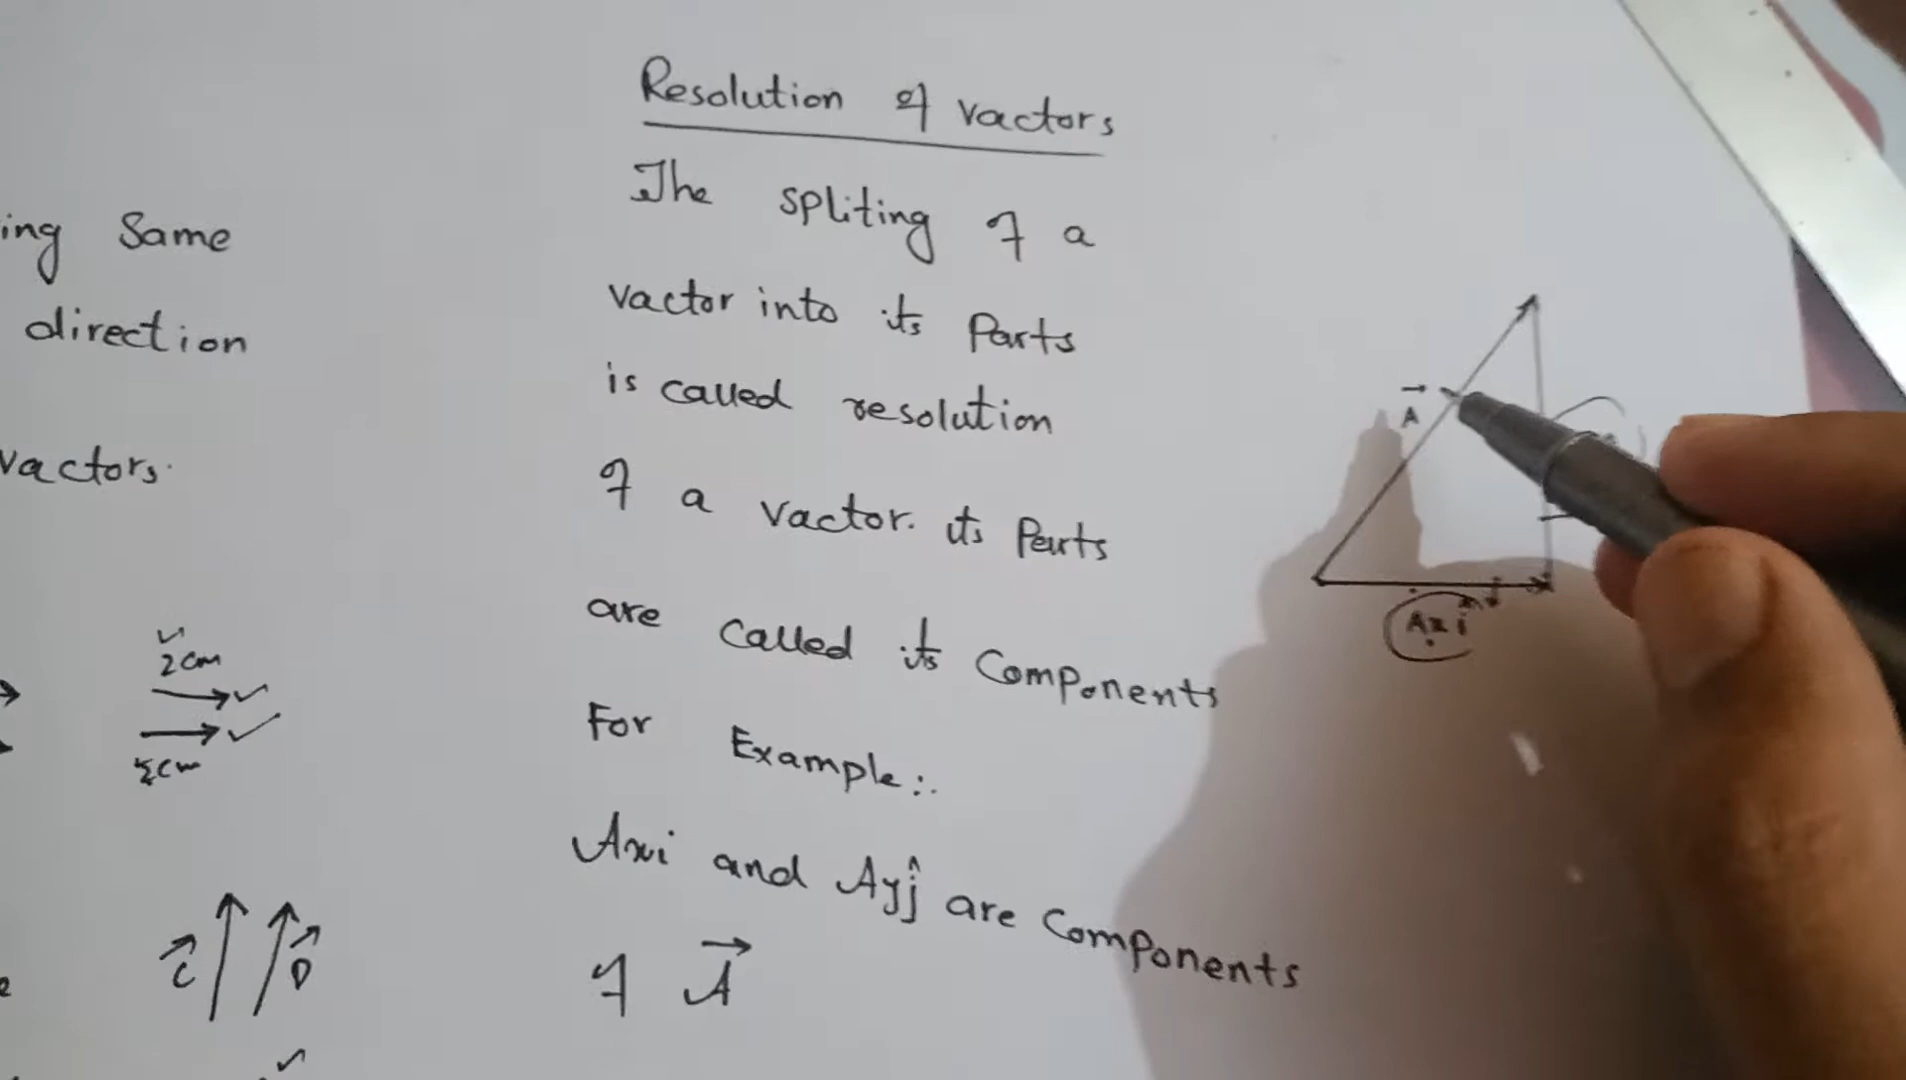 ing Same
direction
vactors.
2cm
C D
Resolution of vactors
The spliting of a
vactor into its Parts
is called resolution
of a vactor. its Parts
are called its Components
For Example:.
Axi and Ayĵ are Components
of A
A
Axi